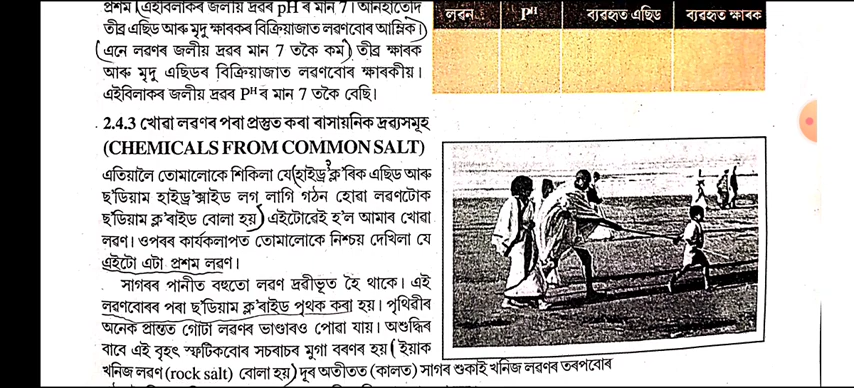 প্ৰশম (এইবিলাকৰ জলীয় দ্ৰৱৰ pH ৰ মান 7। আনহাতেদি
তীব্ৰ এছিড আৰু মৃদু ক্ষাৰকৰ বিক্ৰিয়াজাত লৱণবোৰ আম্লিক।)
(এনে লৱণৰ জলীয় দ্ৰৱৰ মান 7 তকৈ কম।) তীব্ৰ ক্ষাৰক
আৰু মৃদু এছিডৰ বিক্ৰিয়াজাত লৱণবোৰ ক্ষাৰকীয়।
এইবিলাকৰ জলীয় দ্ৰৱৰ Pᴴ ৰ মান 7 তকৈ বেছি।
লৱন Pᴴ ব্যৱহৃত এছিড ব্যৱহৃত ক্ষাৰক
2.4.3 খোৱা লৱণৰ পৰা প্ৰস্তুত কৰা ৰাসায়নিক দ্ৰব্যসমূহ
(CHEMICALS FROM COMMON SALT)
এতিয়ালৈ তোমালোকে শিকিলা যে (হাইড্ৰ'ক্ল'ৰিক এছিড আৰু
ছ'ডিয়াম হাইড্ৰ'ক্সাইড লগ লাগি গঠন হোৱা লৱণটোক
ছ'ডিয়াম ক্ল'ৰাইড বোলা হয়) এইটোৱেই হ'ল আমাৰ খোৱা
লৱণ। ওপৰৰ কাৰ্যকলাপত তোমালোকে নিশ্চয় দেখিলা যে
এইটো এটা প্ৰশম লৱণ।
সাগৰৰ পানীত বহুতো লৱণ দ্ৰৱীভূত হৈ থাকে। এই
লৱণবোৰৰ পৰা ছ'ডিয়াম ক্ল'ৰাইড পৃথক কৰা হয়। পৃথিৱীৰ
অনেক প্ৰান্তত গোটা লৱণৰ ভাণ্ডাৰও পোৱা যায়। অশুদ্ধিৰ
বাবে এই বৃহৎ স্ফটিকবোৰ সচৰাচৰ মুগা বৰণৰ হয় (ইয়াক
খনিজ লৱণ (rock salt) বোলা হয়) দূৰ অতীতত (কালত) সাগৰ শুকাই খনিজ লৱণৰ তৰপবোৰ